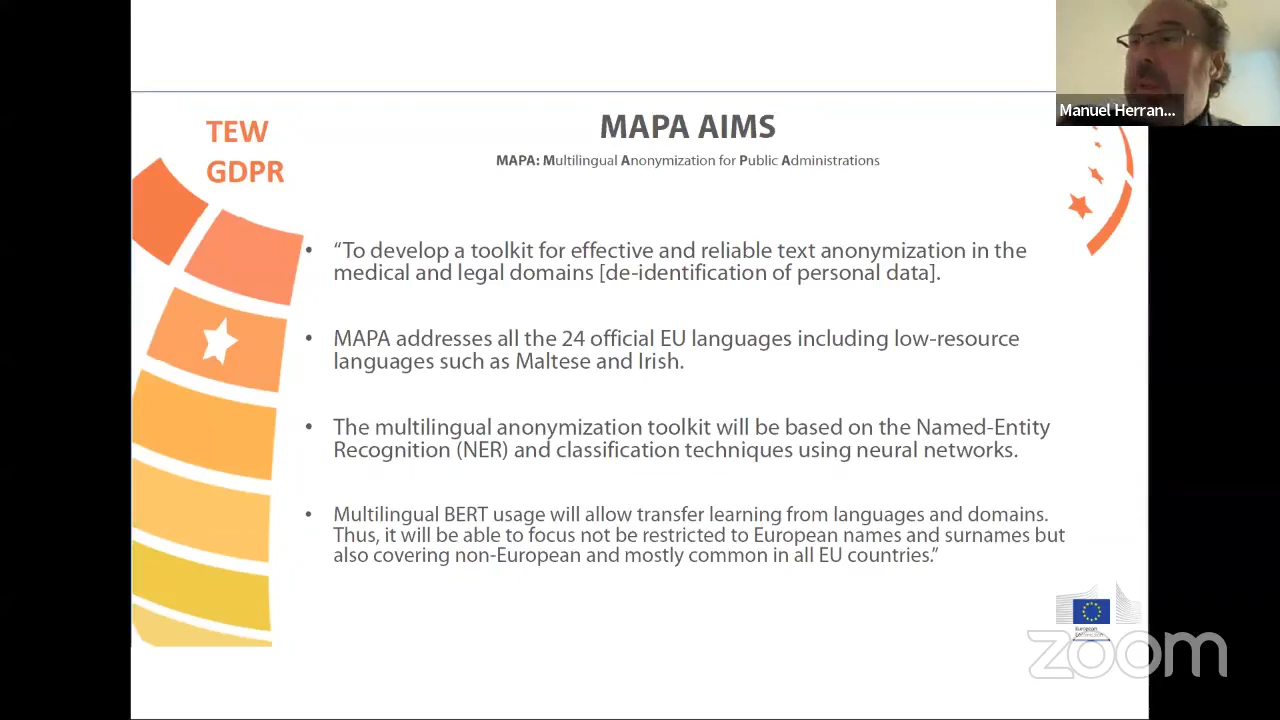 Manuel Herran...
TEW
GDPR
MAPA AIMS
MAPA: Multilingual Anonymization for Public Administrations
• “To develop a toolkit for effective and reliable text anonymization in the
medical and legal domains [de-identification of personal data].
• MAPA addresses all the 24 official EU languages including low-resource
languages such as Maltese and Irish.
• The multilingual anonymization toolkit will be based on the Named-Entity
Recognition (NER) and classification techniques using neural networks.
• Multilingual BERT usage will allow transfer learning from languages and domains.
Thus, it will be able to focus not be restricted to European names and surnames but
also covering non-European and mostly common in all EU countries.”
European
zoom